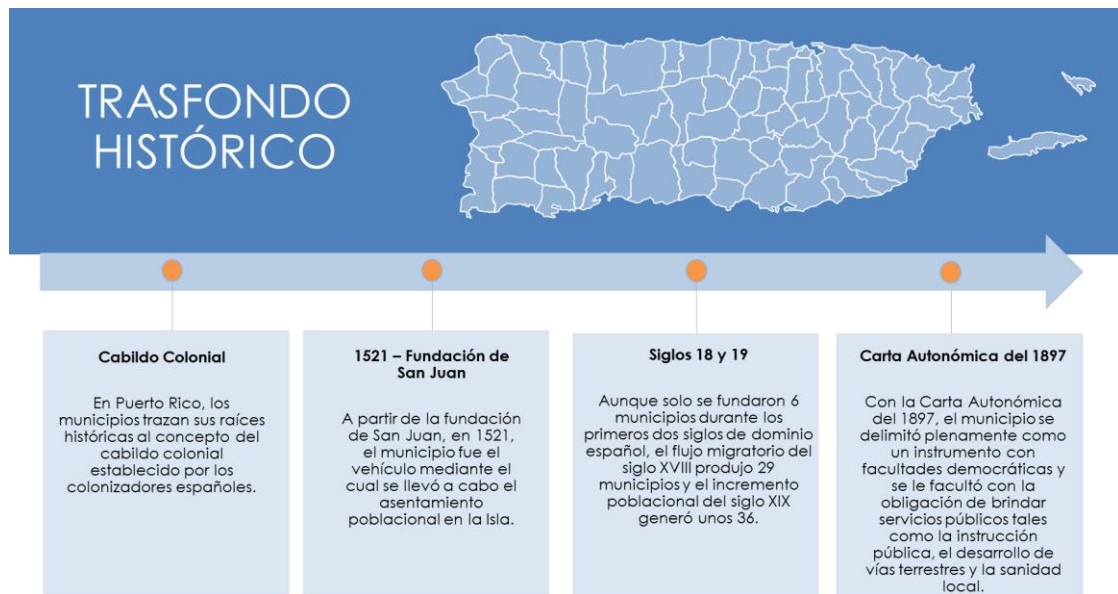 TRASFONDO
HISTÓRICO
Cabildo Colonial
En Puerto Rico, los
municipios trazan sus raíces
históricas al concepto del
cabildo colonial
establecido por los
colonizadores españoles.
1521 – Fundación de
San Juan
A partir de la fundación
de San Juan, en 1521,
el municipio fue el
vehículo mediante el
cual se llevó a cabo el
asentamiento
poblacional en la Isla.
Siglos 18 y 19
Aunque solo se fundaron 6
municipios durante los
primeros dos siglos de dominio
español, el flujo migratorio del
siglo XVIII produjo 29
municipios y el incremento
poblacional del siglo XIX
generó unos 36.
Carta Autonómica del 1897
Con la Carta Autonómica
del 1897, el municipio se
delimitó plenamente como
un instrumento con
facultades democráticas y
se le facultó con la
obligación de brindar
servicios públicos tales
como la instrucción
pública, el desarrollo de
vías terrestres y la sanidad
local.